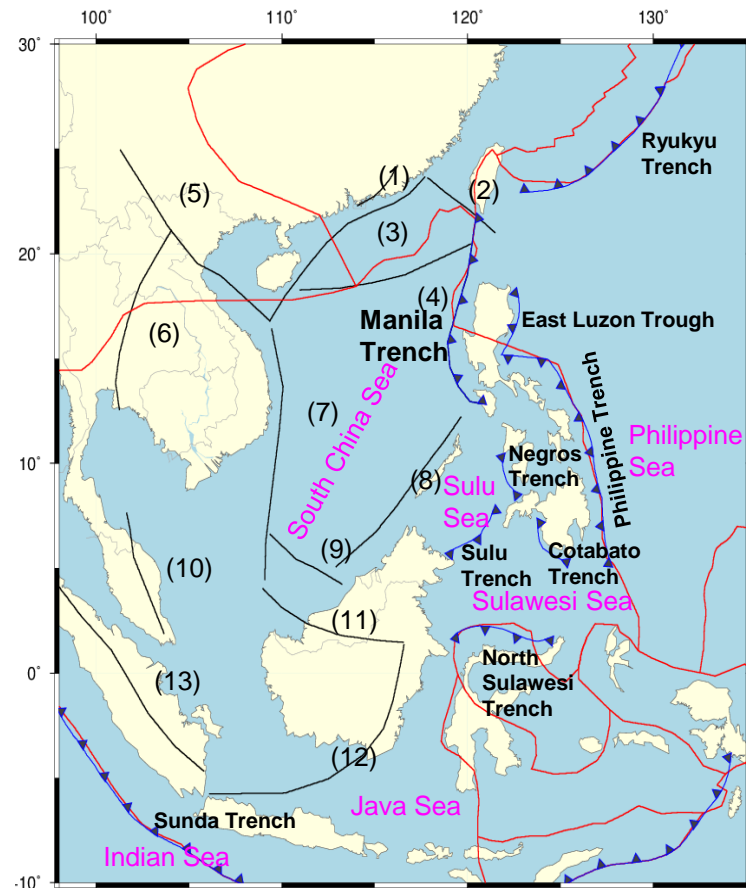 100˚ 110˚ 120˚ 130˚
30˚
20˚
10˚
0˚
-10˚
Ryukyu
Trench
(1)
(2)
(5)
(3)
(4)
(6)
Manila
Trench
East Luzon Trough
Philippine Trench
(7)
South China Sea
Philippine
Sea
Negros
Trench
(8)
Sulu
Sea
(9)
Sulu
Trench
Cotabato
Trench
(10)
Sulawesi Sea
(11)
North
Sulawesi
Trench
(13)
(12)
Java Sea
Sunda Trench
Indian Sea